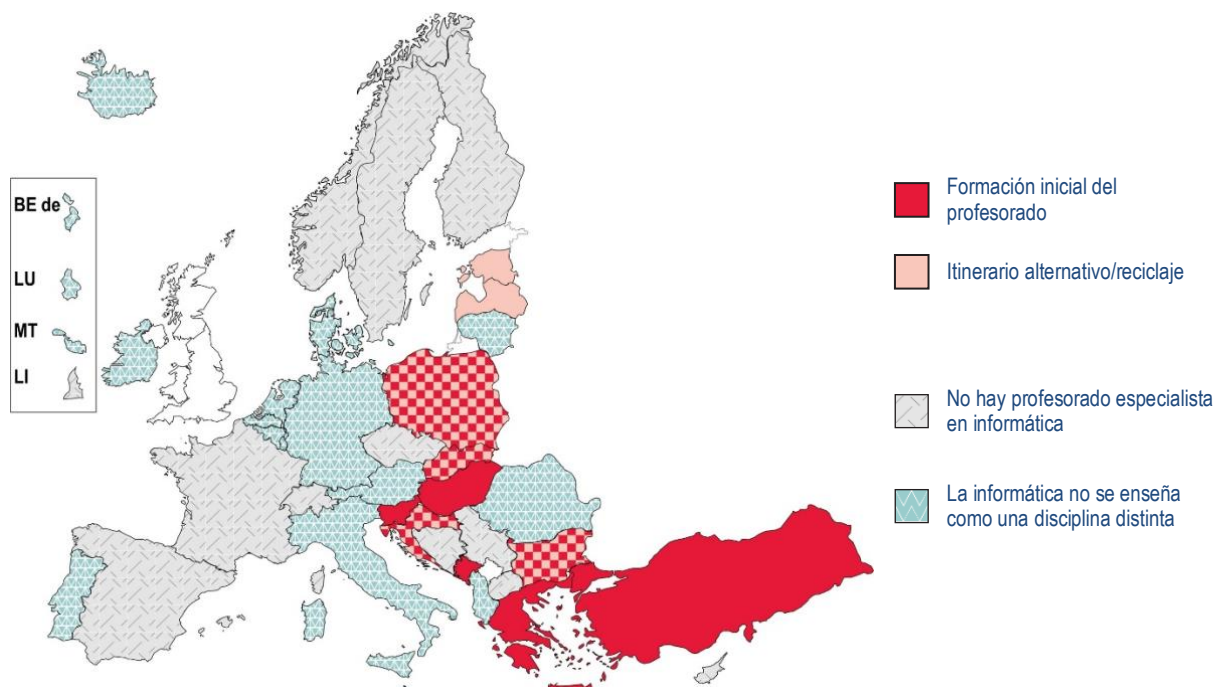 BE de
LU
MT
LI
Formación inicial del
profesorado
Itinerario alternativo/reciclaje
No hay profesorado especialista
en informática
La informática no se enseña
como una disciplina distinta